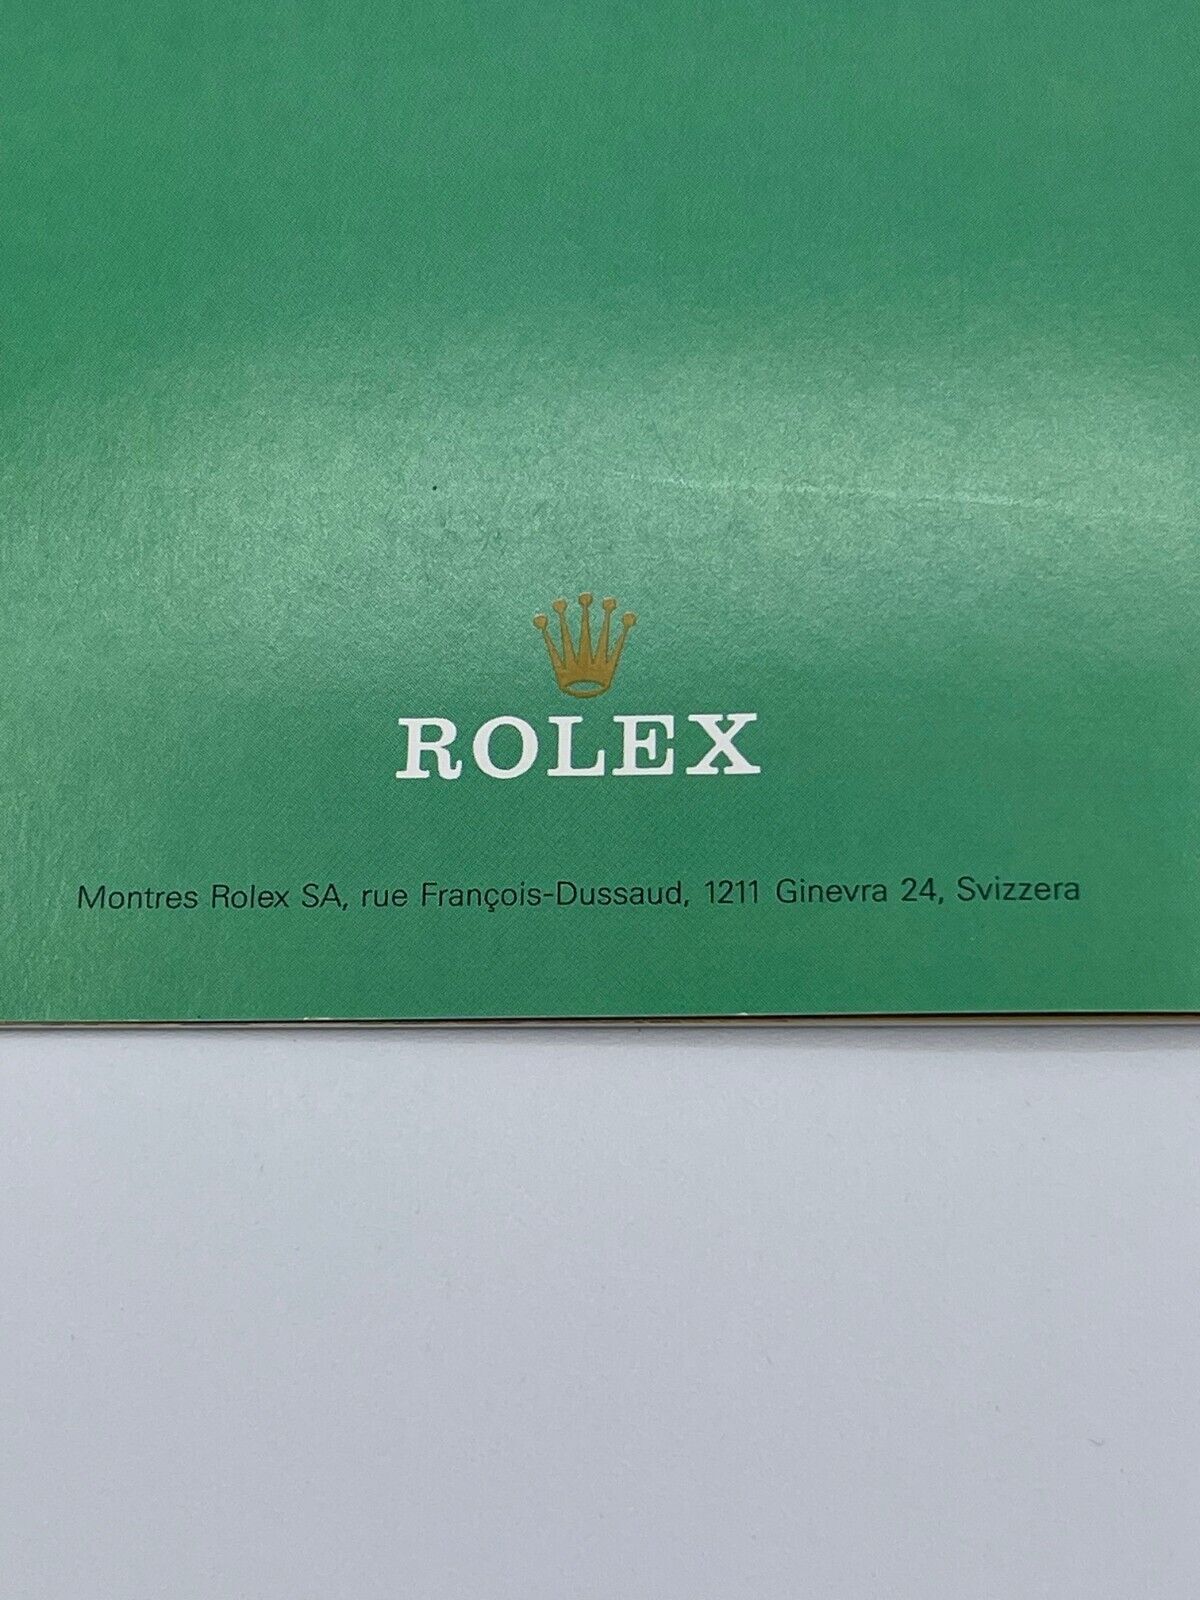 ROLEX
Montres Rolex SA, rue François-Dussaud, 1211 Ginevra 24, Svizzera